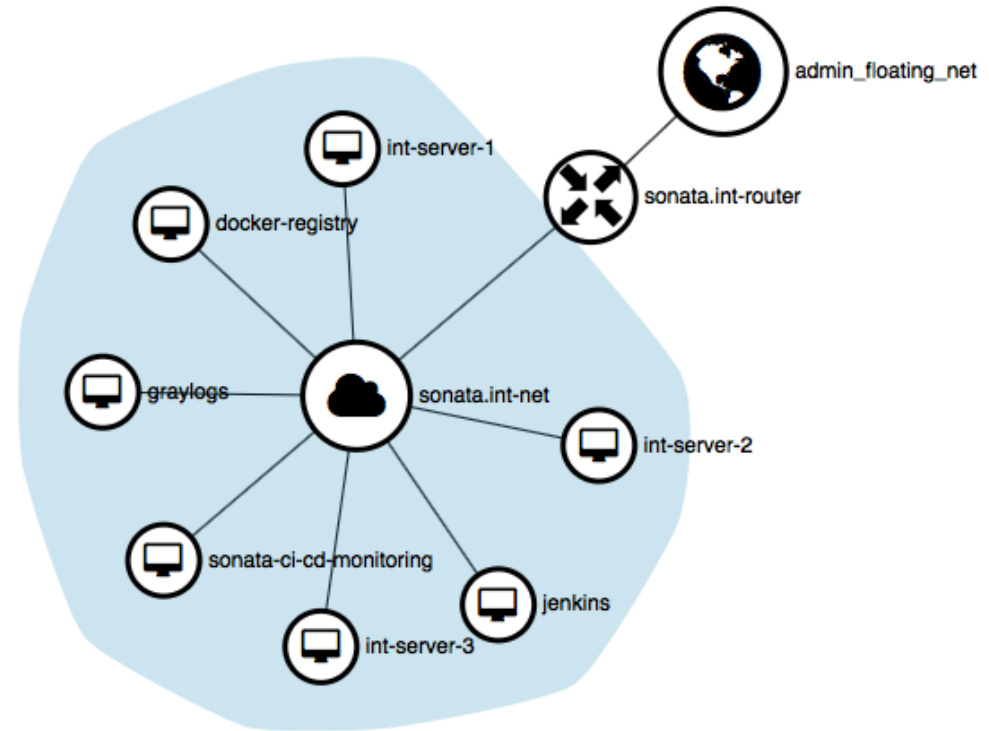 admin_floating_net
int-server-1
sonata.int-router
docker-registry
graylogs
sonata.int-net
int-server-2
sonata-ci-cd-monitoring
jenkins
int-server-3